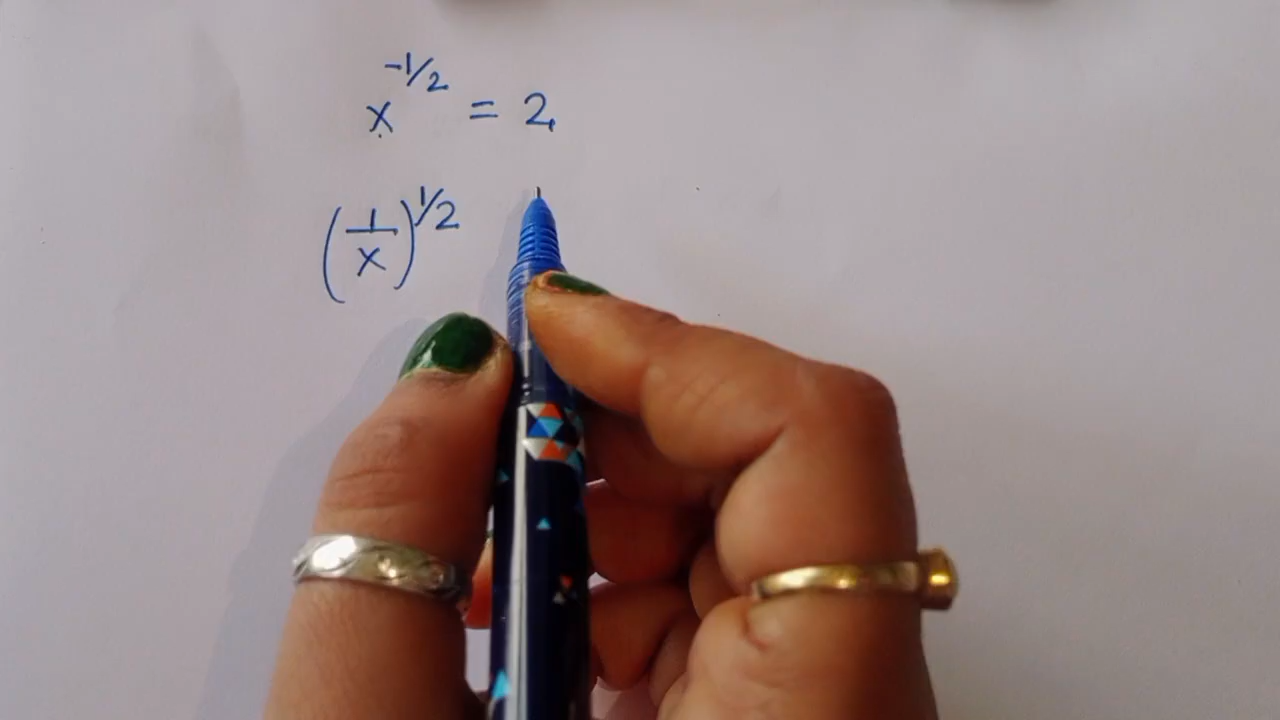 x^{-1/2} = 2
(1/x)^{1/2}